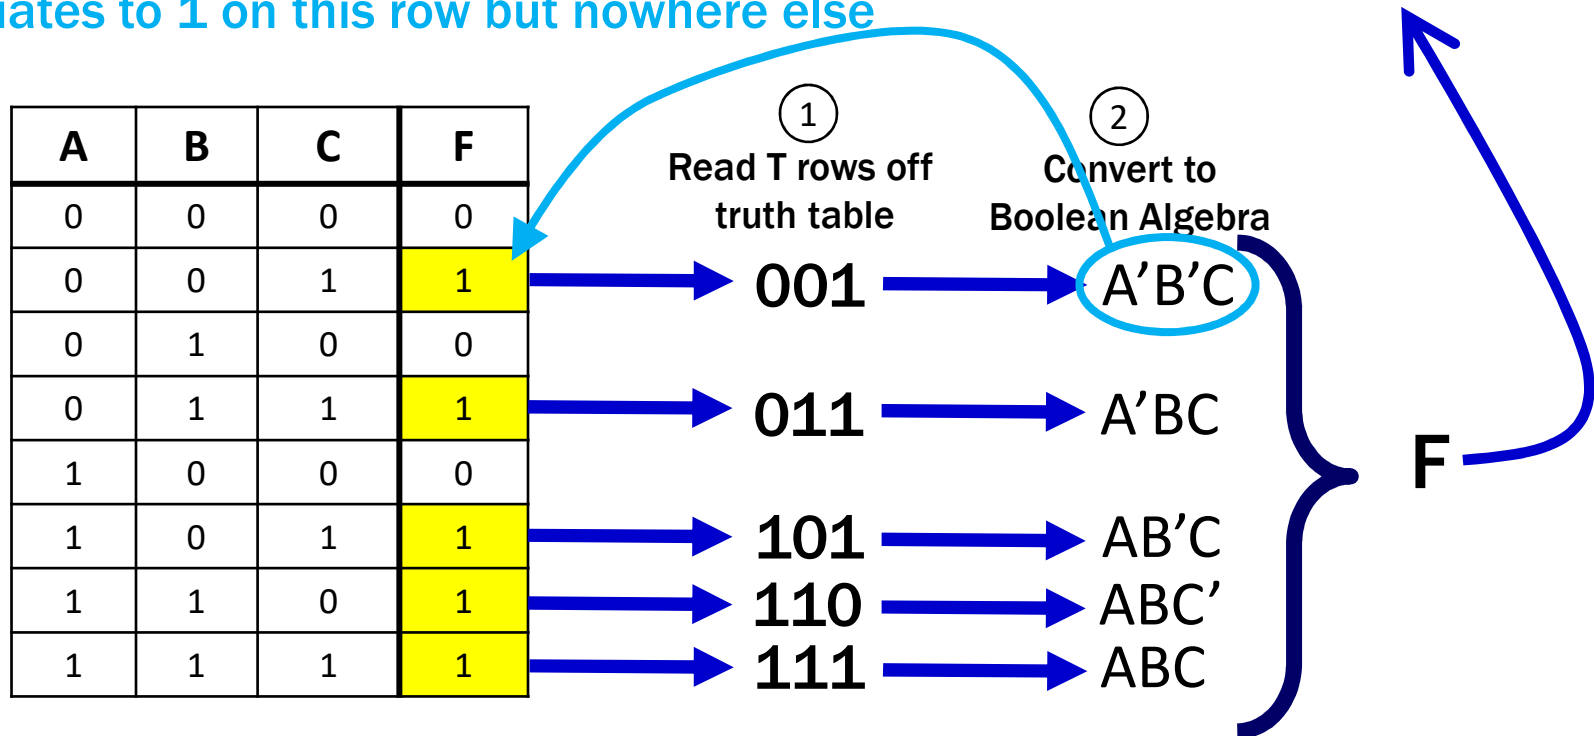 to 1 on this row but nowhere else
1
2
Read T rows off
truth table
Convert to
Boolean Algebra
A B C F
0 0 0 0
0 0 1 1
0 1 0 0
0 1 1 1
1 0 0 0
1 0 1 1
1 1 0 1
1 1 1 1
001 A’B’C
011 A’BC
101 AB’C
110 ABC’
111 ABC
F